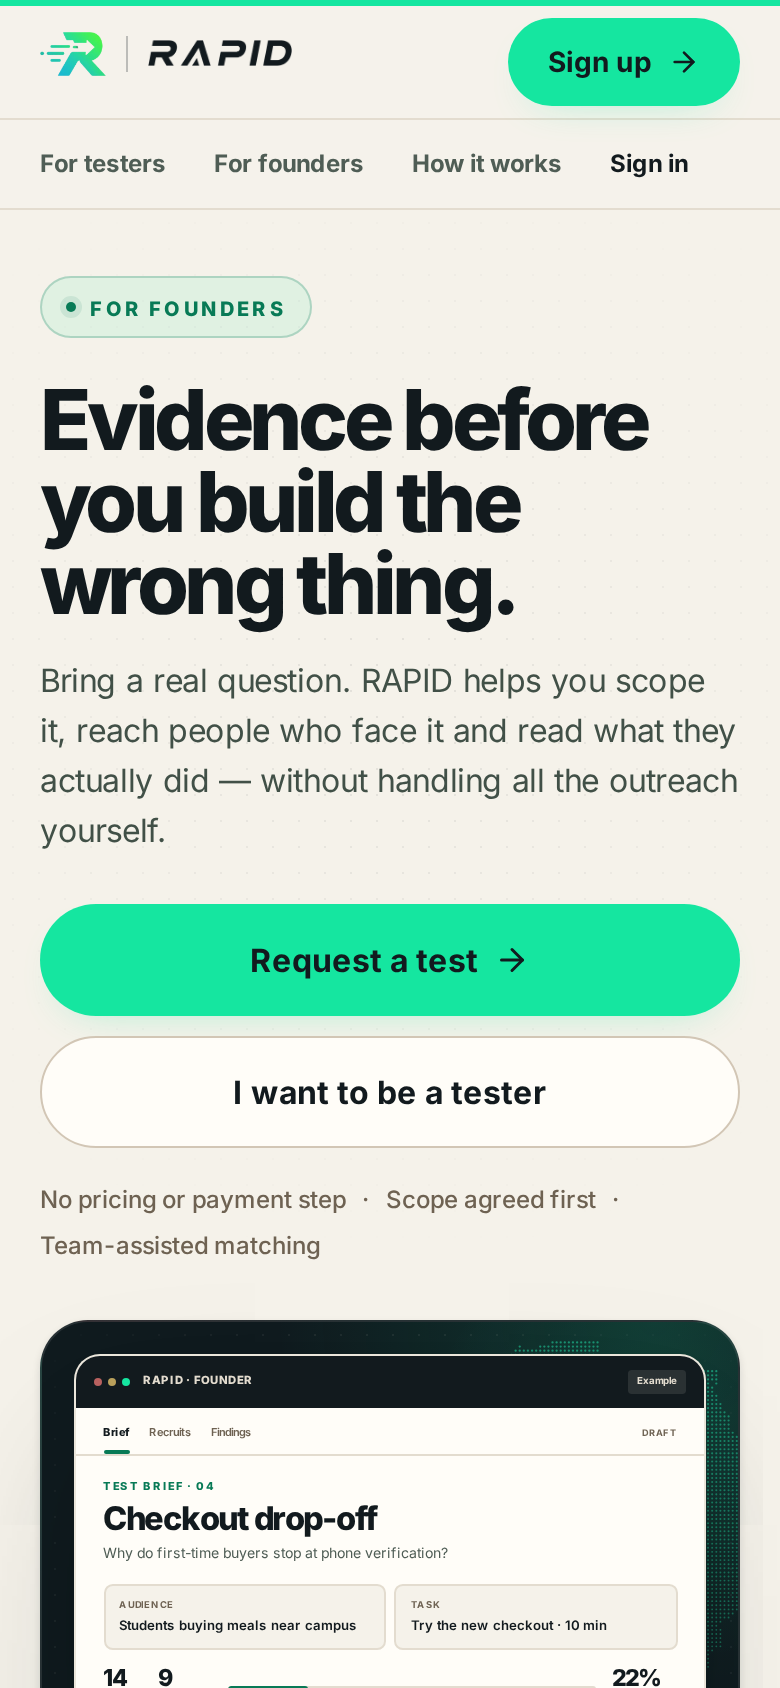 RAPID
Sign up
For testers
For founders
How it works
Sign in
FOR FOUNDERS
Evidence before
you build the
wrong thing.
Bring a real question. RAPID helps you scope
it, reach people who face it and read what they
actually did — without handling all the outreach
yourself.
Request a test
I want to be a tester
No pricing or payment step · Scope agreed first ·
Team-assisted matching
RAPID · FOUNDER
Example
Brief
Recruits
Findings
DRAFT
TEST BRIEF · 04
Checkout drop-off
Why do first-time buyers stop at phone verification?
AUDIENCE
Students buying meals near campus
TASK
Try the new checkout · 10 min
14
9
22%